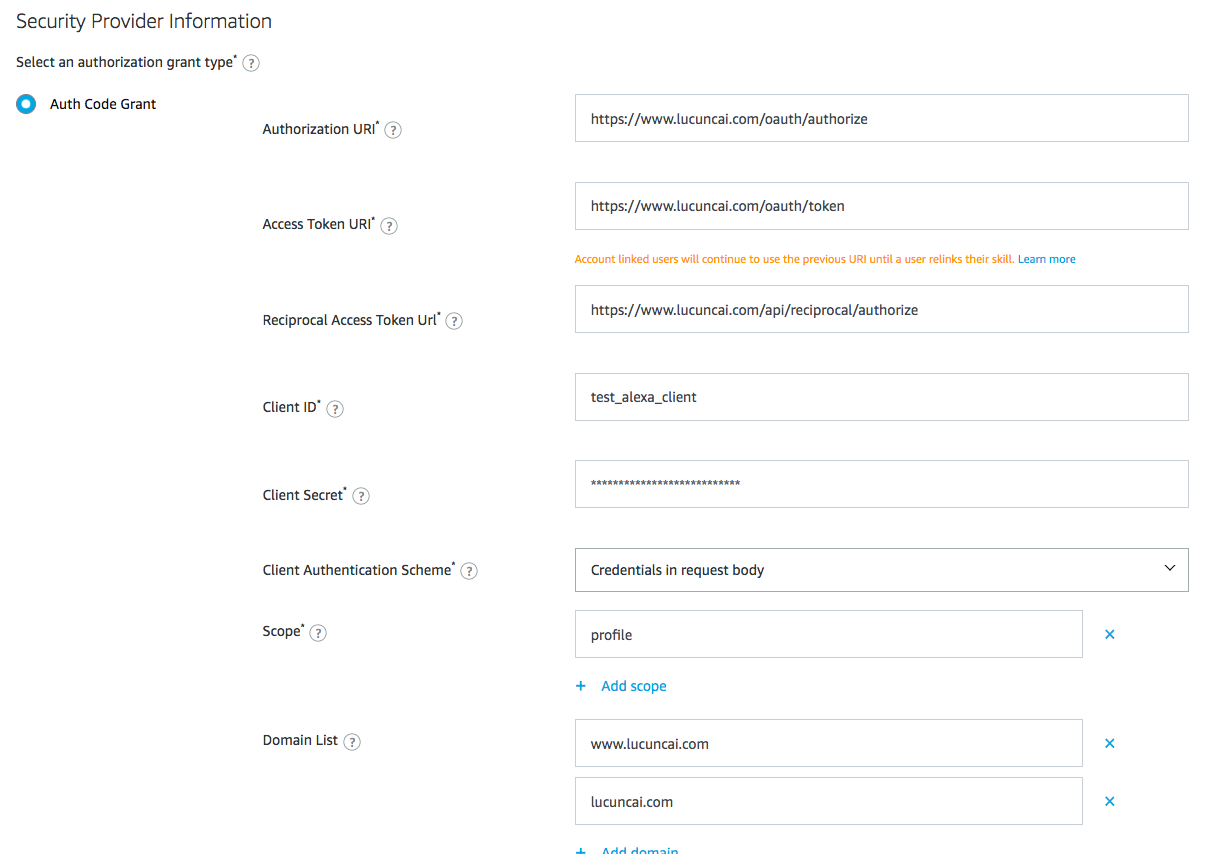 Security Provider Information
Select an authorization grant type* ?
Auth Code Grant
Authorization URI* ?
https://www.lucuncai.com/oauth/authorize
Access Token URI* ?
https://www.lucuncai.com/oauth/token
Account linked users will continue to use the previous URI until a user relinks their skill. Learn more
Reciprocal Access Token Url* ?
https://www.lucuncai.com/api/reciprocal/authorize
Client ID* ?
test_alexa_client
Client Secret* ?
***************************
Client Authentication Scheme* ?
Credentials in request body
Scope* ?
profile
+ Add scope
Domain List ?
www.lucuncai.com
lucuncai.com
+ Add domain